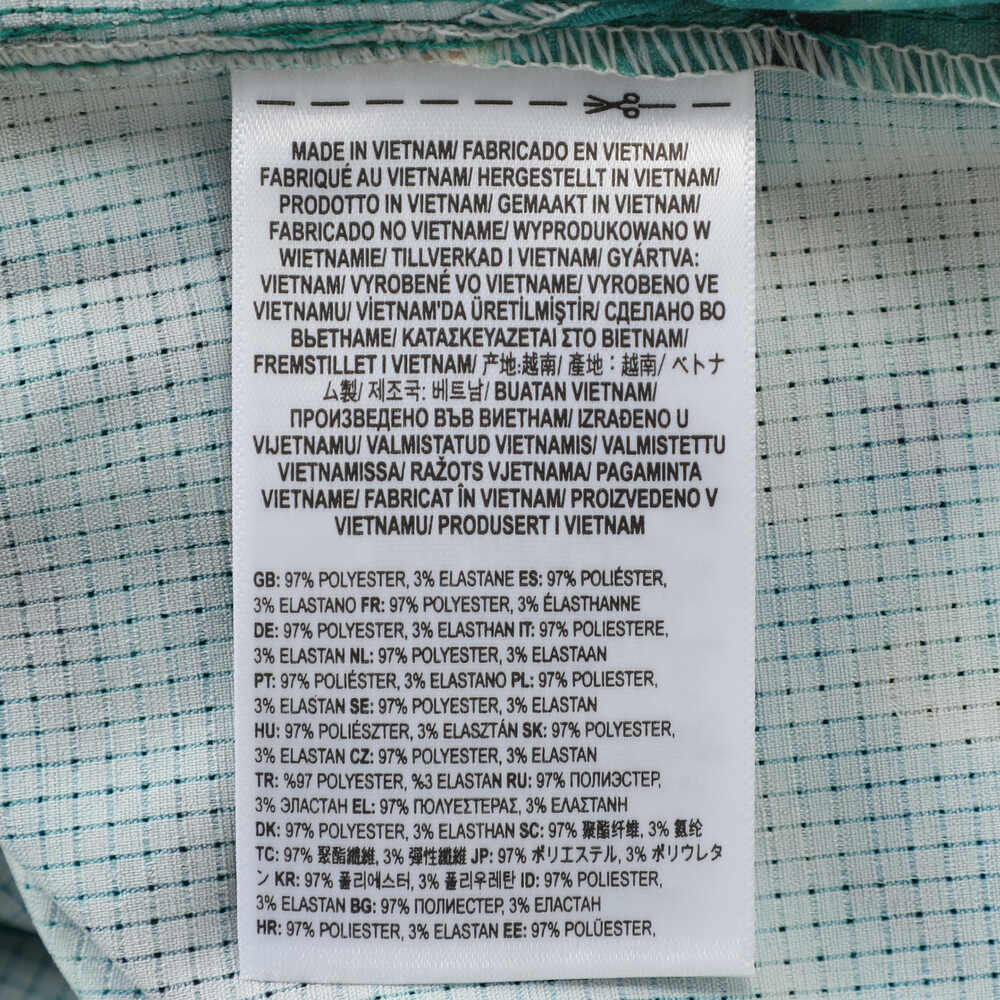 MADE IN VIETNAM/ FABRICADO EN VIETNAM/
FABRIQUÉ AU VIETNAM/ HERGESTELLT IN VIETNAM/
PRODOTTO IN VIETNAM/ GEMAAKT IN VIETNAM/
FABRICADO NO VIETNAME/ WYPRODUKOWANO W
WIETNAMIE/ TILLVERKAD I VIETNAM/ GYÁRTVA:
VIETNAM/ VYROBENÉ VO VIETNAME/ VYROBENO VE
VIETNAMU/ VİETNAM'DA ÜRETİLMİŞTİR/ СДЕЛАНО ВО
ВЬЕТНАМЕ/ ΚΑΤΑΣΚΕΥΑΖΕΤΑΙ ΣΤΟ ΒΙΕΤΝΑΜ/
FREMSTILLET I VIETNAM/ 产地:越南/ 產地：越南/ ベトナ
ム製/ 제조국: 베트남/ BUATAN VIETNAM/
ПРОИЗВЕДЕНО ВЪВ ВИЕТНАМ/ IZRAĐENO U
VIJETNAMU/ VALMISTATUD VIETNAMIS/ VALMISTETTU
VIETNAMISSA/ RAŽOTS VJETNAMA/ PAGAMINTA
VIETNAME/ FABRICAT ÎN VIETNAM/ PROIZVEDENO V
VIETNAMU/ PRODUSERT I VIETNAM
GB: 97% POLYESTER, 3% ELASTANE ES: 97% POLIÉSTER,
3% ELASTANO FR: 97% POLYESTER, 3% ÉLASTHANNE
DE: 97% POLYESTER, 3% ELASTHAN IT: 97% POLIESTERE,
3% ELASTAN NL: 97% POLYESTER, 3% ELASTAAN
PT: 97% POLIÉSTER, 3% ELASTANO PL: 97% POLIESTER,
3% ELASTAN SE: 97% POLYESTER, 3% ELASTAN
HU: 97% POLIÉSZTER, 3% ELASZTÁN SK: 97% POLYESTER,
3% ELASTAN CZ: 97% POLYESTER, 3% ELASTAN
TR: %97 POLYESTER, %3 ELASTAN RU: 97% ПОЛИЭСТЕР,
3% ЭЛАСТАН EL: 97% ΠΟΛΥΕΣΤΕΡΑΣ, 3% ΕΛΑΣΤΑΝΗ
DK: 97% POLYESTER, 3% ELASTHAN SC: 97% 聚酯纤维, 3% 氨纶
TC: 97% 聚酯纖維, 3% 彈性纖維 JP: 97% ポリエステル, 3% ポリウレタ
ン KR: 97% 폴리에스터, 3% 폴리우레탄 ID: 97% POLIESTER,
3% ELASTAN BG: 97% ПОЛИЕСТЕР, 3% ЕЛАСТАН
HR: 97% POLIESTER, 3% ELASTAN EE: 97% POLÜESTER,